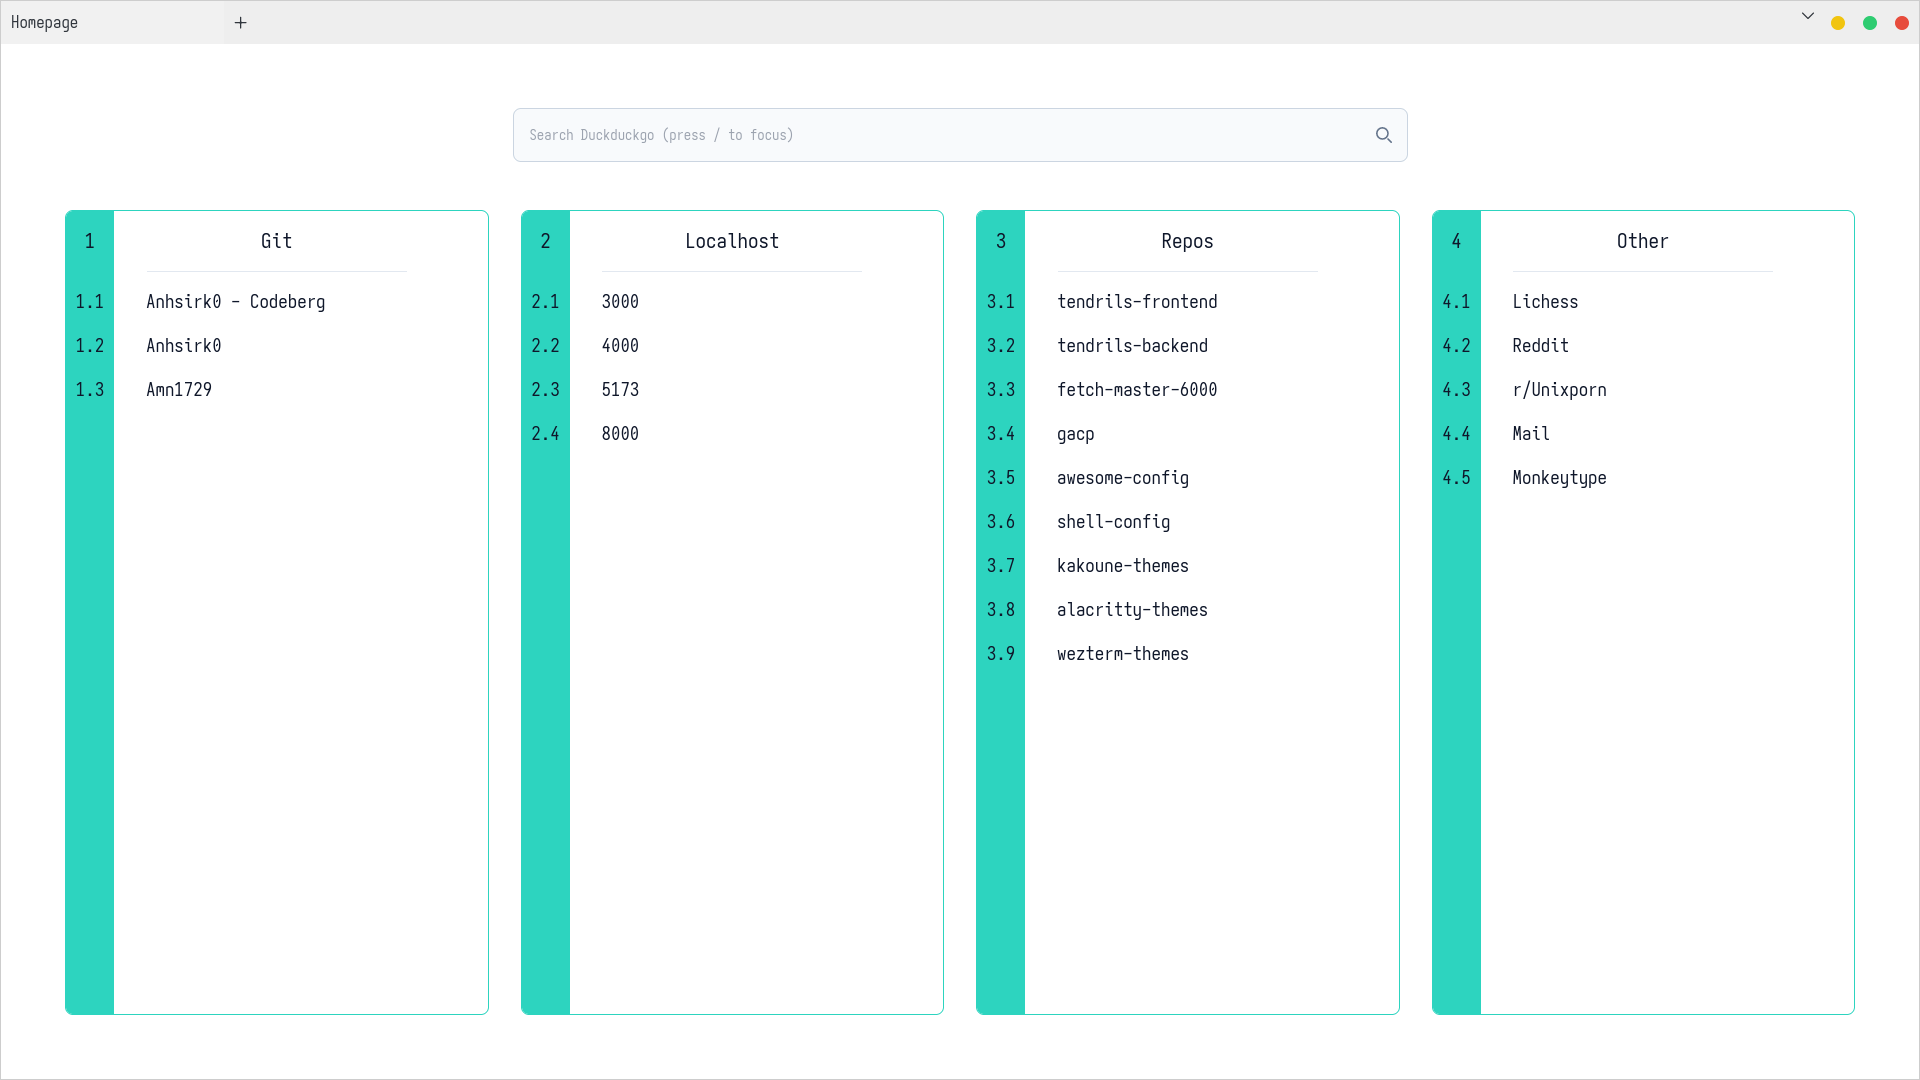 Homepage
Search Duckduckgo (press / to focus)
1 Git
1.1 Anhsirk0 - Codeberg
1.2 Anhsirk0
1.3 Amn1729
2 Localhost
2.1 3000
2.2 4000
2.3 5173
2.4 8000
3 Repos
3.1 tendrils-frontend
3.2 tendrils-backend
3.3 fetch-master-6000
3.4 gacp
3.5 awesome-config
3.6 shell-config
3.7 kakoune-themes
3.8 alacritty-themes
3.9 wezterm-themes
4 Other
4.1 Lichess
4.2 Reddit
4.3 r/Unixporn
4.4 Mail
4.5 Monkeytype